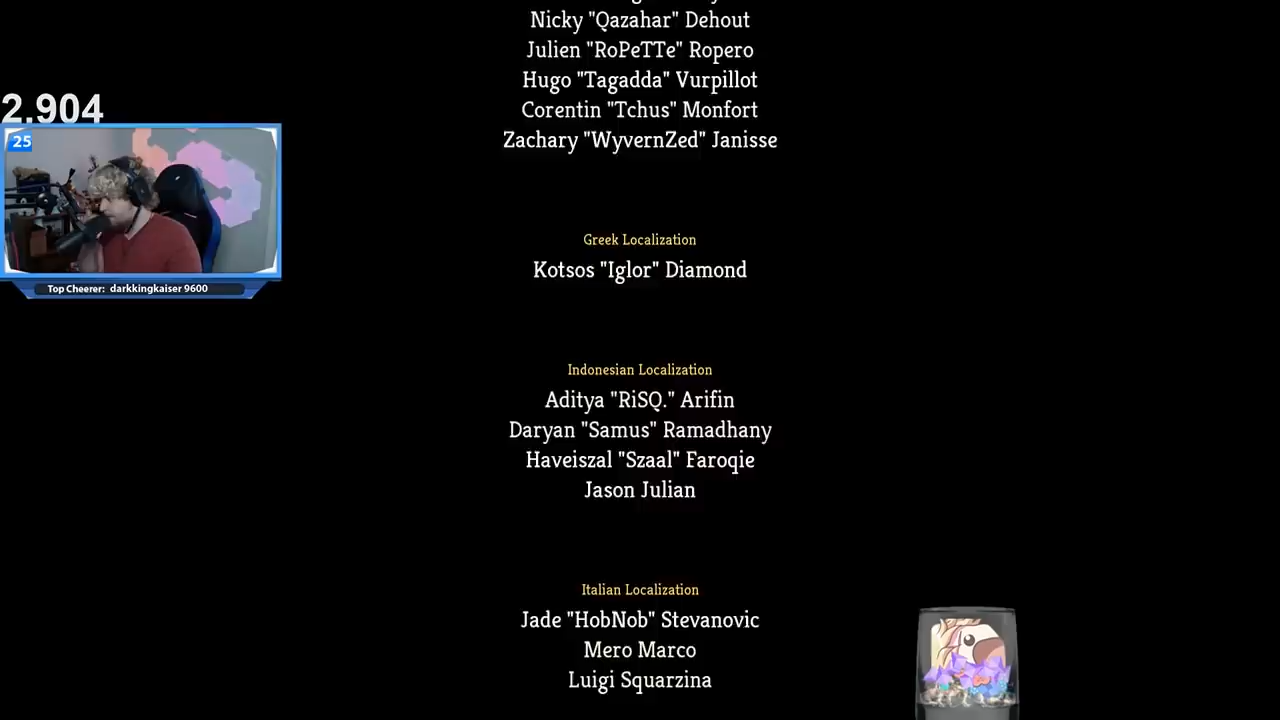 Nicky "Qazahar" Dehout
Julien "RoPeTTe" Ropero
Hugo "Tagadda" Vurpillot
Corentin "Tchus" Monfort
Zachary "WyvernZed" Janisse
2.904
25
Top Cheerer: darkkingkaiser 9600
Greek Localization
Kotsos "Iglor" Diamond
Indonesian Localization
Aditya "RiSQ." Arifin
Daryan "Samus" Ramadhany
Haveiszal "Szaal" Faroqie
Jason Julian
Italian Localization
Jade "HobNob" Stevanovic
Mero Marco
Luigi Squarzina